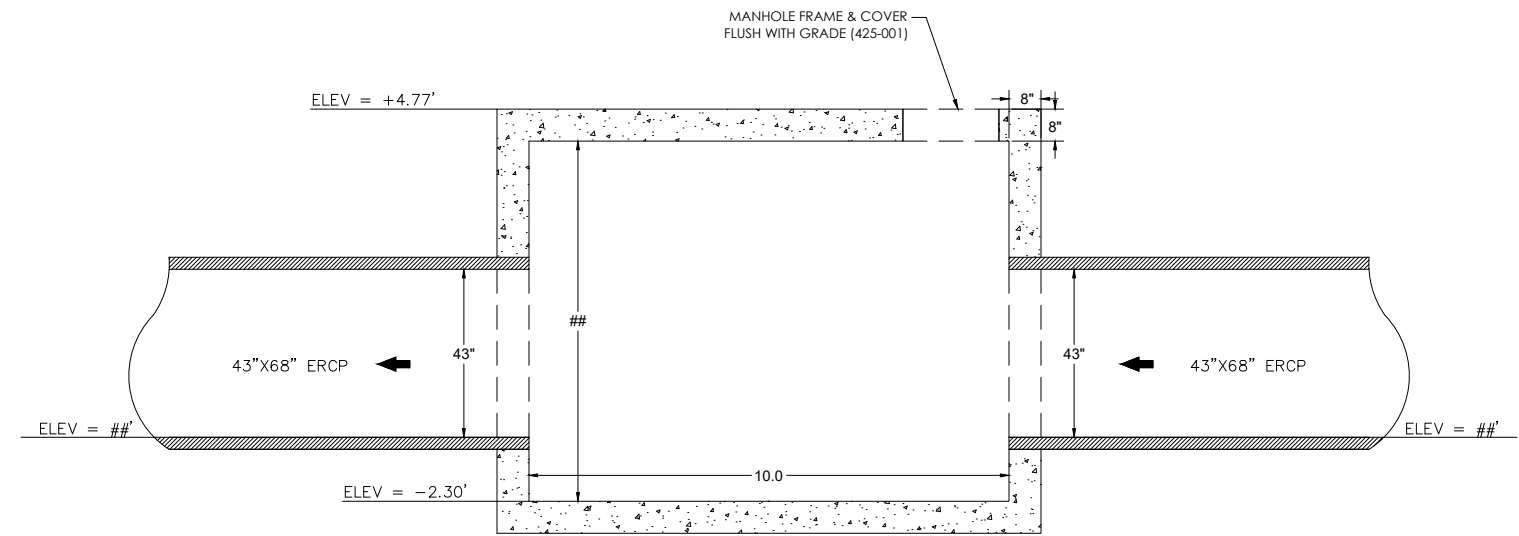 MANHOLE FRAME & COVER
FLUSH WITH GRADE (425-001)
ELEV = +4.77'
8"
8"
##
43"X68" ERCP
43"
43"
43"X68" ERCP
ELEV = ##'
ELEV = ##'
10.0
ELEV = -2.30'